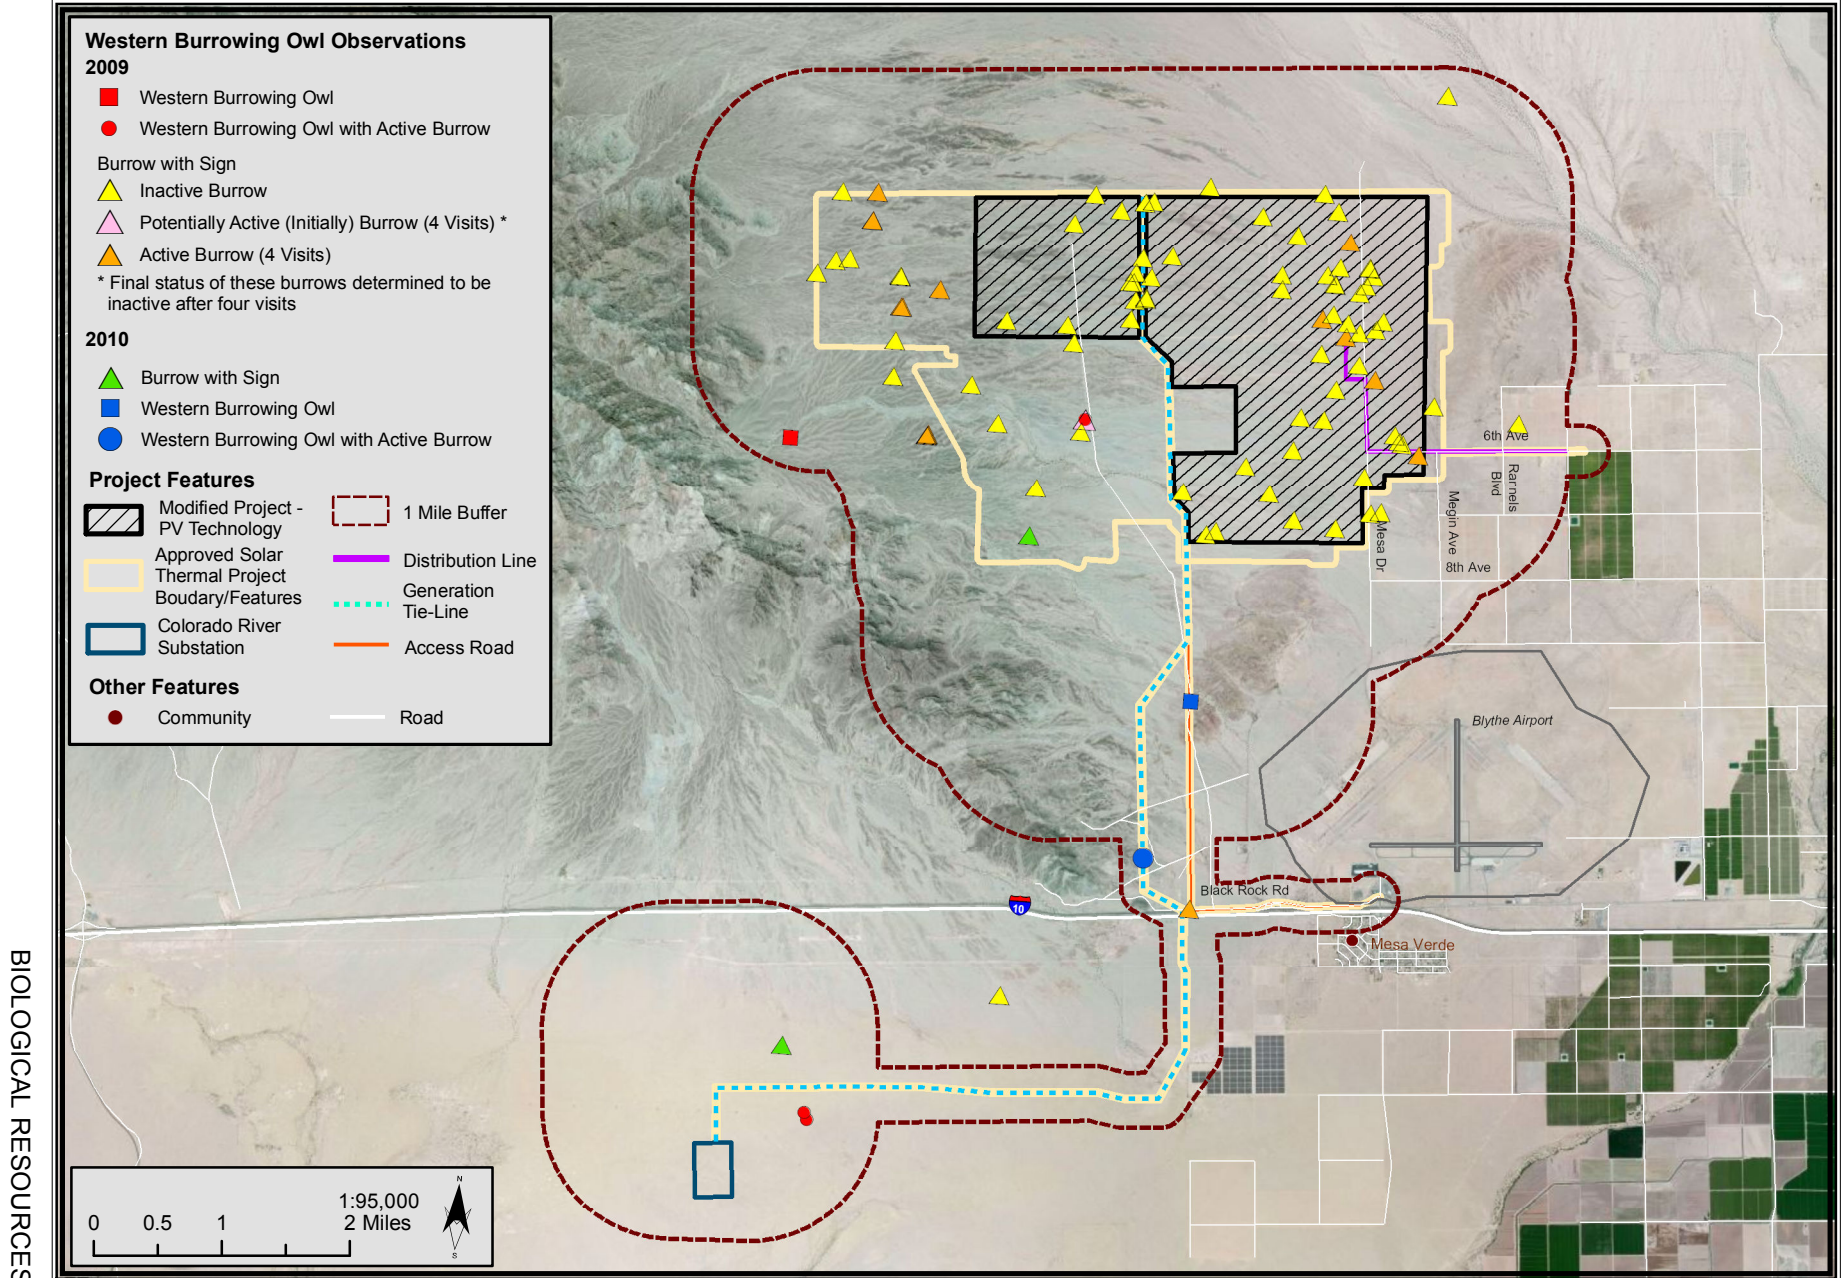 Western Burrowing Owl Observations
2009
Western Burrowing Owl
Western Burrowing Owl with Active Burrow
Burrow with Sign
Inactive Burrow
Potentially Active (Initially) Burrow (4 Visits) *
Active Burrow (4 Visits)
* Final status of these burrows determined to be
inactive after four visits
2010
Burrow with Sign
Western Burrowing Owl
Western Burrowing Owl with Active Burrow
Project Features
Modified Project -
PV Technology
Approved Solar
Thermal Project
Boudary/Features
Colorado River
Substation
1 Mile Buffer
Distribution Line
Generation
Tie-Line
Access Road
Other Features
Community
Road
6th Ave
Rarnels
Blvd
Megin Ave
8th Ave
Mesa Dr
Blythe Airport
Black Rock Rd
10
Mesa Verde
BIOLOGICAL RESOURCES
1:95,000
0 0.5 1 2 Miles
N
S